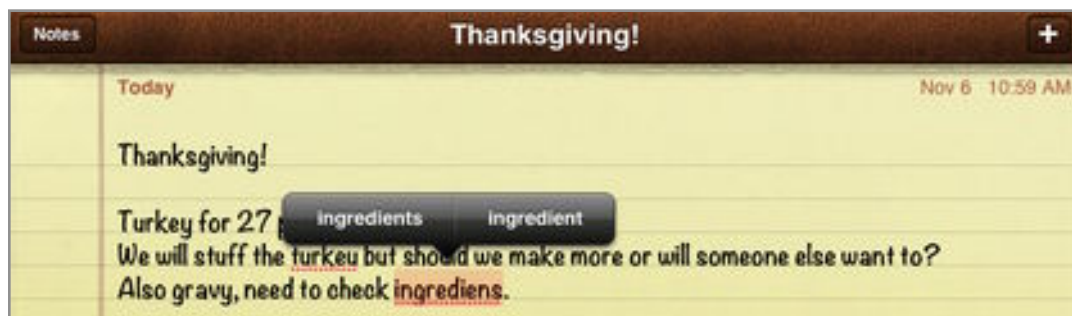 Notes
Thanksgiving!
+
Today
Nov 6 10:59 AM
Thanksgiving!
Turkey for 27
ingredients
ingredient
We will stuff the turkeu but should we make more or will someone else want to?
Also gravy, need to check ingrediens.